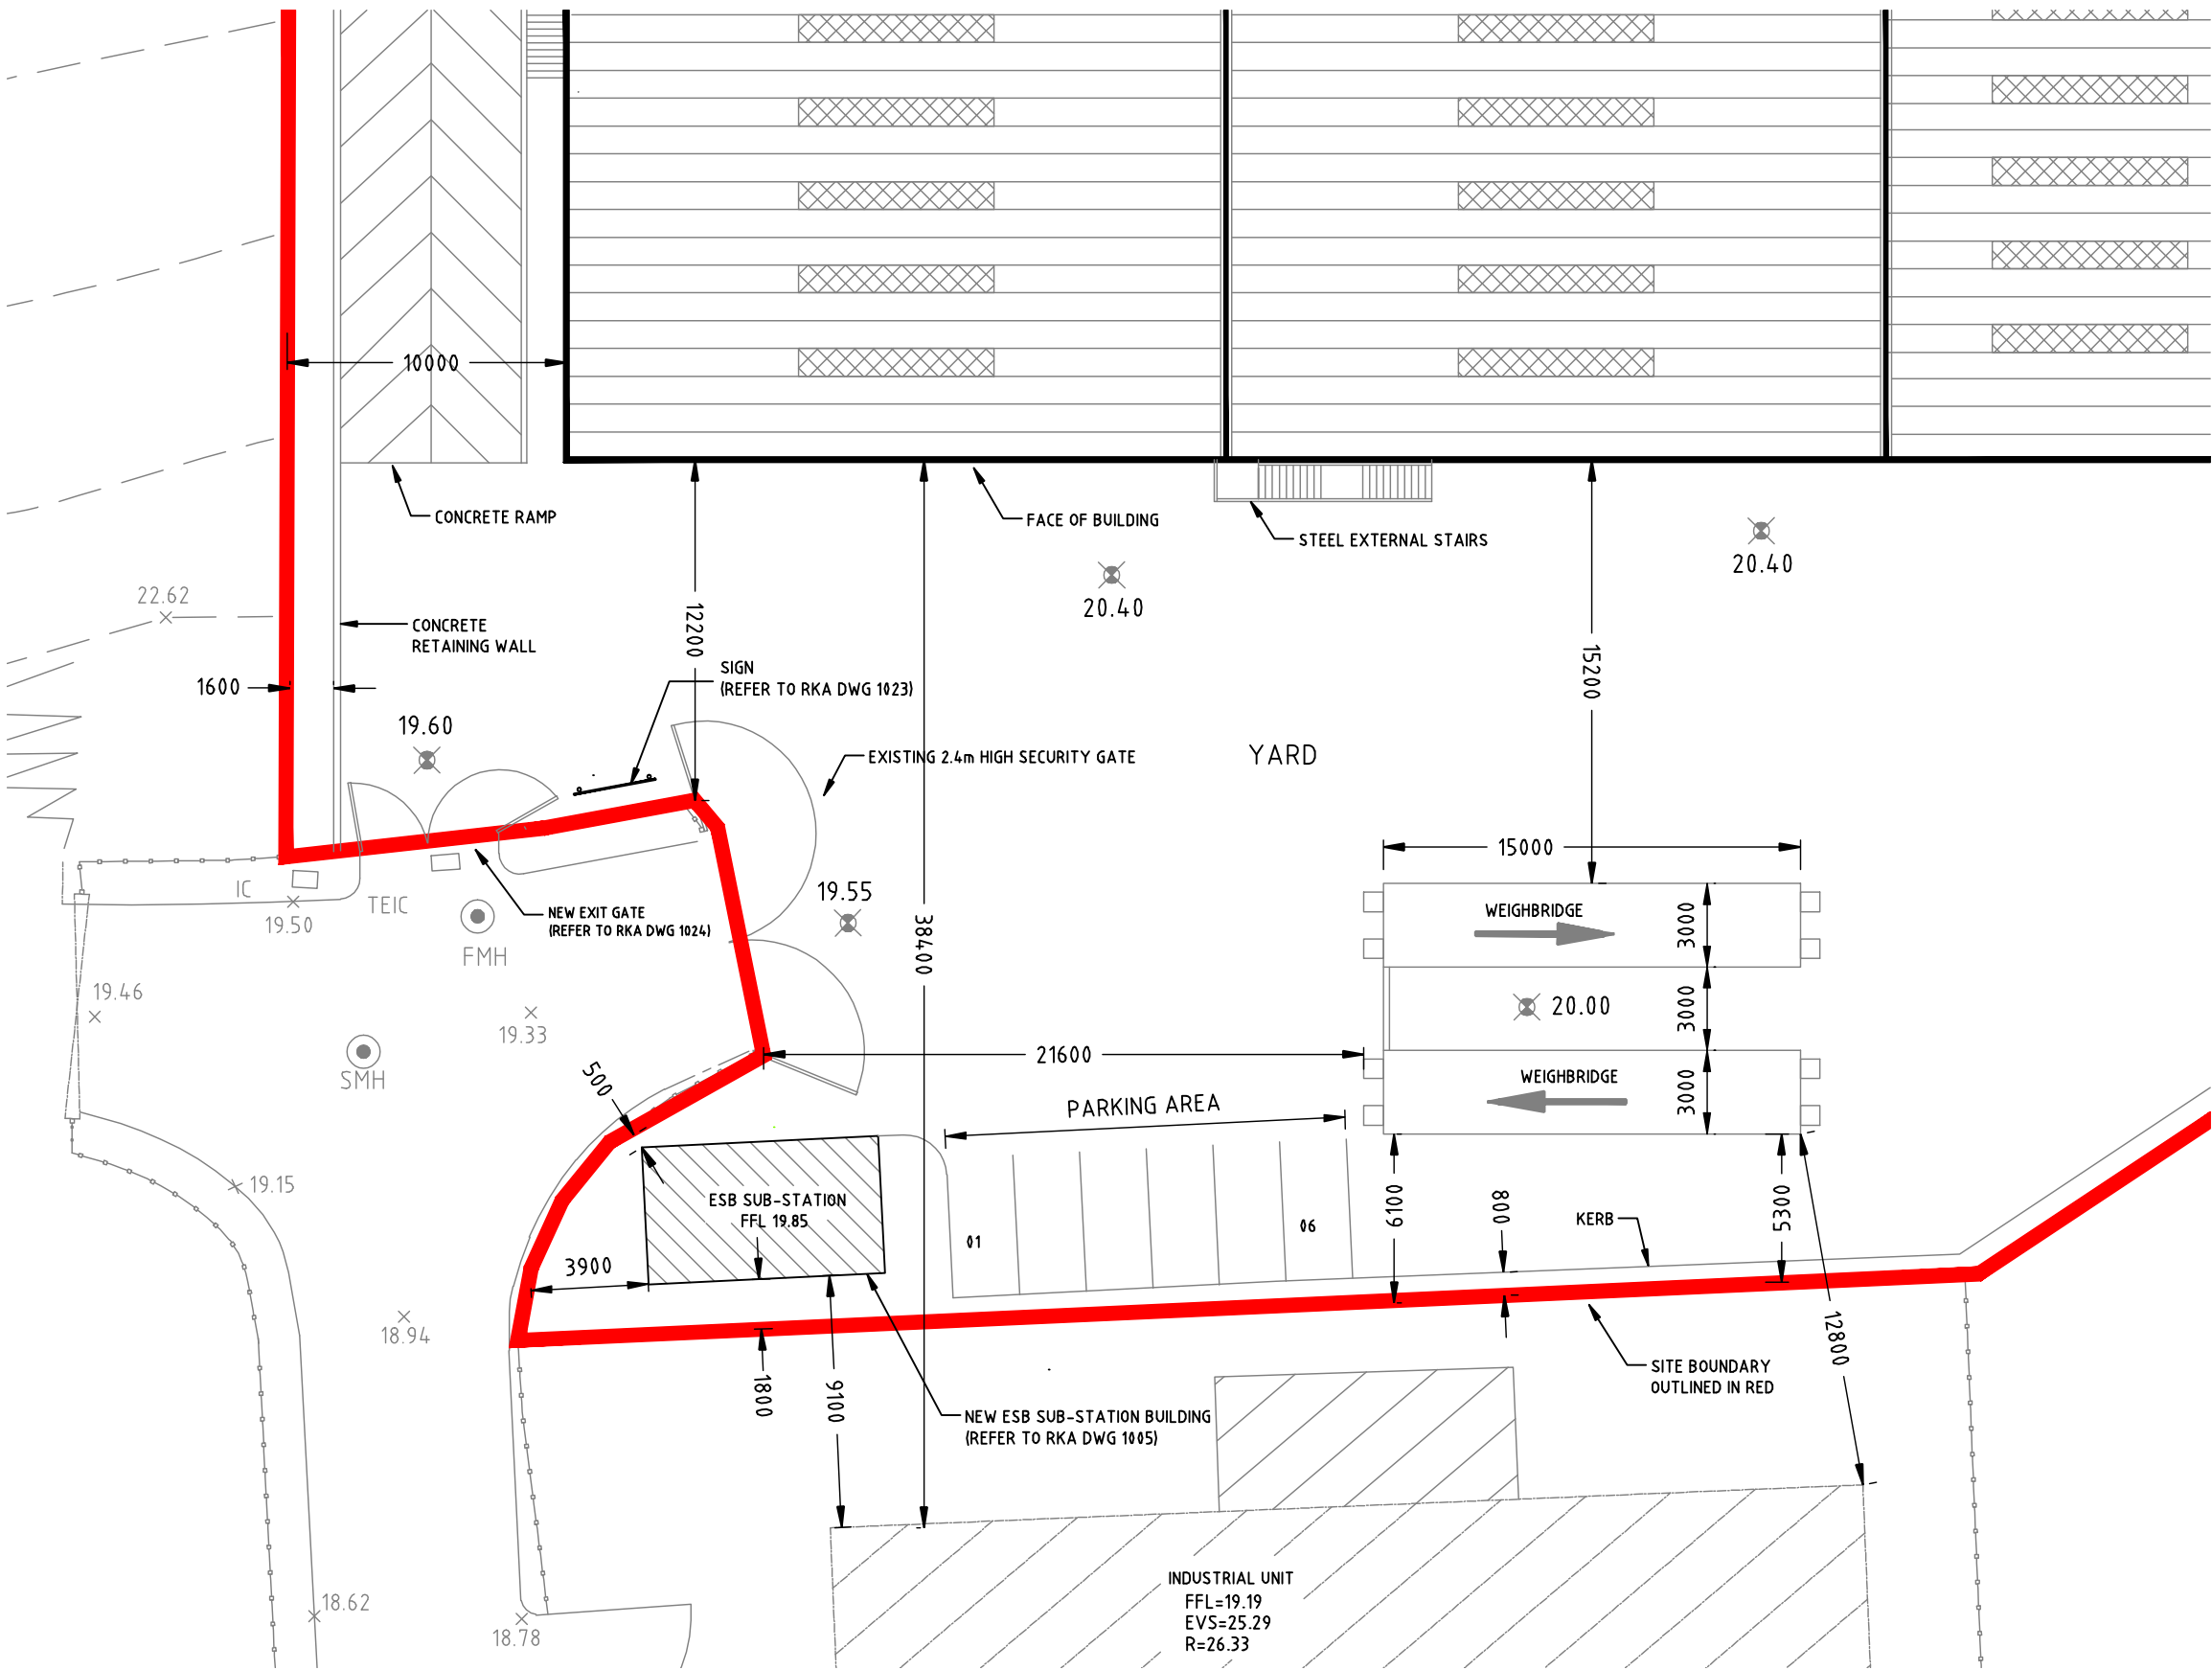 10000
CONCRETE RAMP
FACE OF BUILDING
STEEL EXTERNAL STAIRS
20.40
20.40
22.62
CONCRETE
RETAINING WALL
12200
15200
SIGN
(REFER TO RKA DWG 1023)
1600
19.60
EXISTING 2.4m HIGH SECURITY GATE
YARD
15000
IC
TEIC
19.50
19.55
NEW EXIT GATE
(REFER TO RKA DWG 1024)
WEIGHBRIDGE
3000
38400
FMH
19.46
19.33
20.00
3000
21600
SMH
500
WEIGHBRIDGE
3000
PARKING AREA
19.15
ESB SUB-STATION
FFL 19.85
01
06
6100
800
KERB
5300
3900
18.94
12800
SITE BOUNDARY
OUTLINED IN RED
1800
9100
NEW ESB SUB-STATION BUILDING
(REFER TO RKA DWG 1005)
INDUSTRIAL UNIT
FFL=19.19
EVS=25.29
R=26.33
18.62
18.78